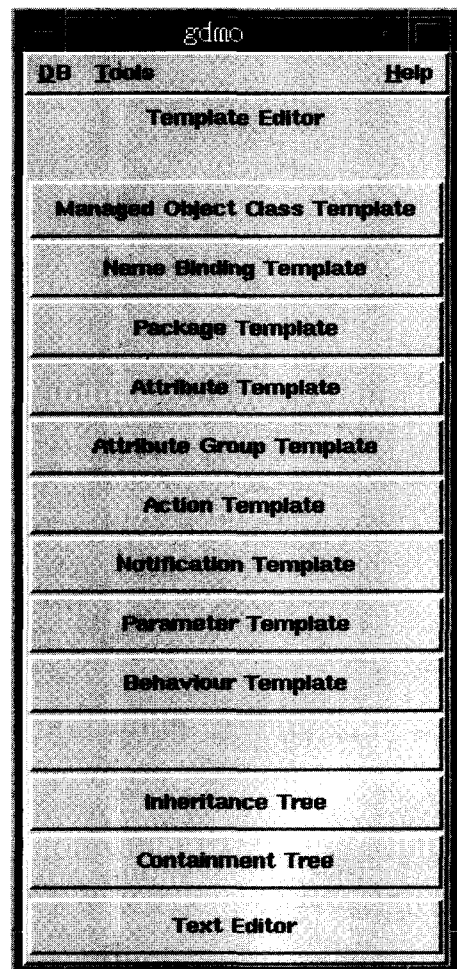 gdmo
DB Tools Help
Template Editor
Managed Object Class Template
Name Binding Template
Package Template
Attribute Template
Attribute Group Template
Action Template
Notification Template
Parameter Template
Behaviour Template
Inheritance Tree
Containment Tree
Text Editor